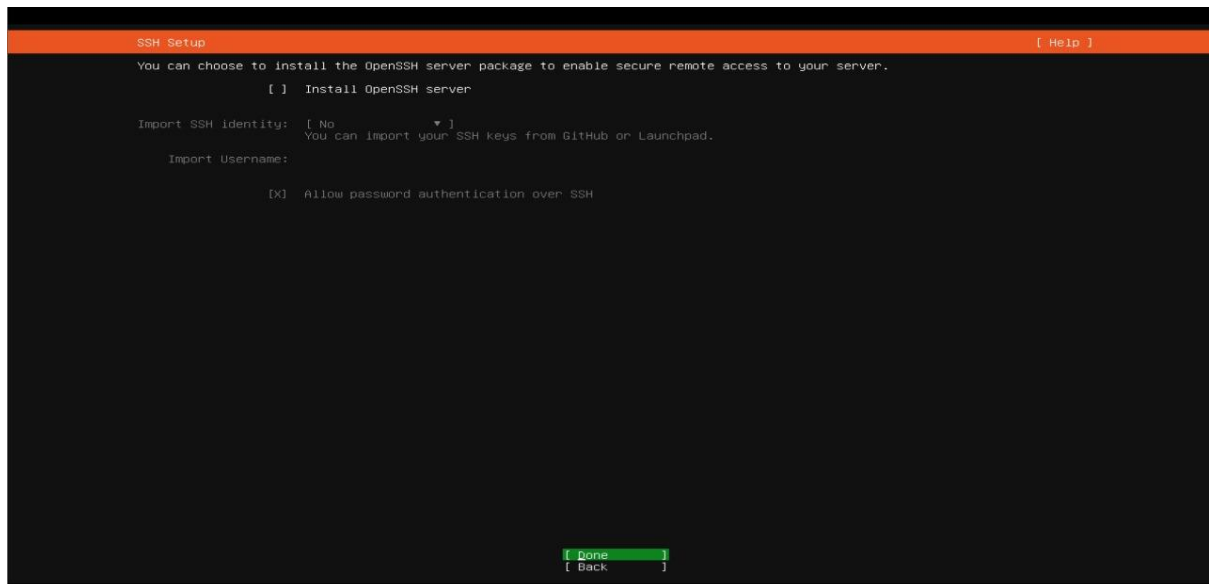 SSH Setup [ Help ]
You can choose to install the OpenSSH server package to enable secure remote access to your server.
[ ] Install OpenSSH server
Import SSH identity: [ No ▾ ]
You can import your SSH keys from GitHub or Launchpad.
Import Username:
[X] Allow password authentication over SSH
[ Done ]
[ Back ]